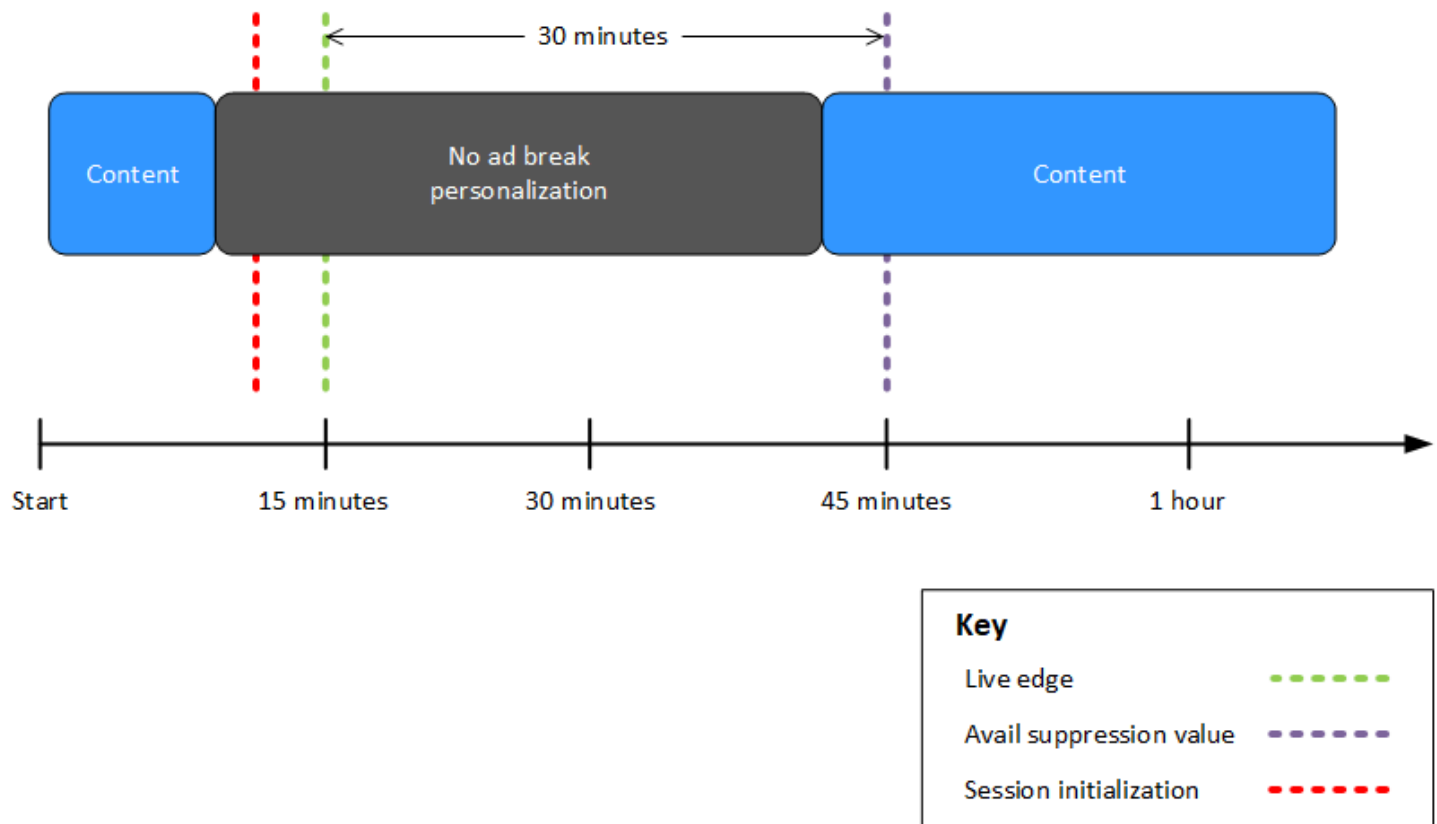 30 minutes
Content
No ad break
personalization
Content
Start
15 minutes
30 minutes
45 minutes
1 hour
Key
Live edge
Avail suppression value
Session initialization